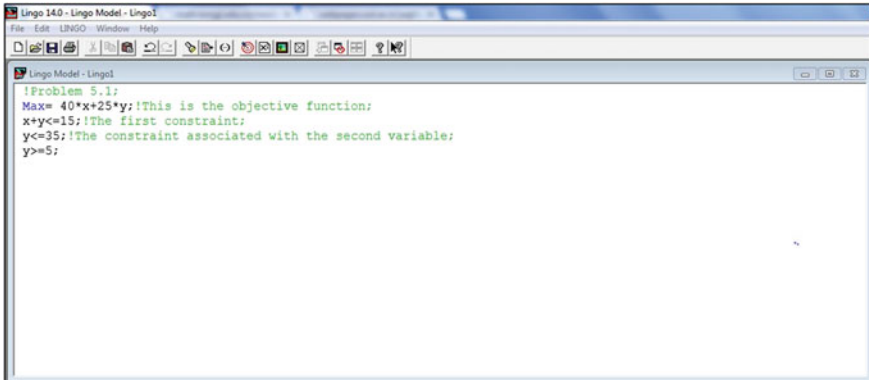 Lingo 14.0 - Lingo Model - Lingo1
File Edit LINGO Window Help
Lingo Model - Lingo1
!Problem 5.1;
Max= 40*x+25*y;!This is the objective function;
x+y<=15;!The first constraint;
y<=35;!The constraint associated with the second variable;
y>=5;